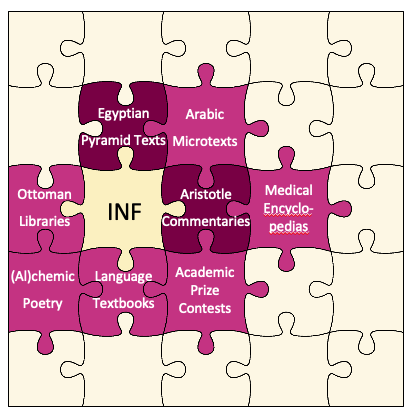 Egyptian
Pyramid Texts
Arabic
Microtexts
Ottoman
Libraries
INF
Aristotle
Commentaries
Medical
Encyclo-
pedias
(Al)chemic
Poetry
Language
Textbooks
Academic
Prize
Contests